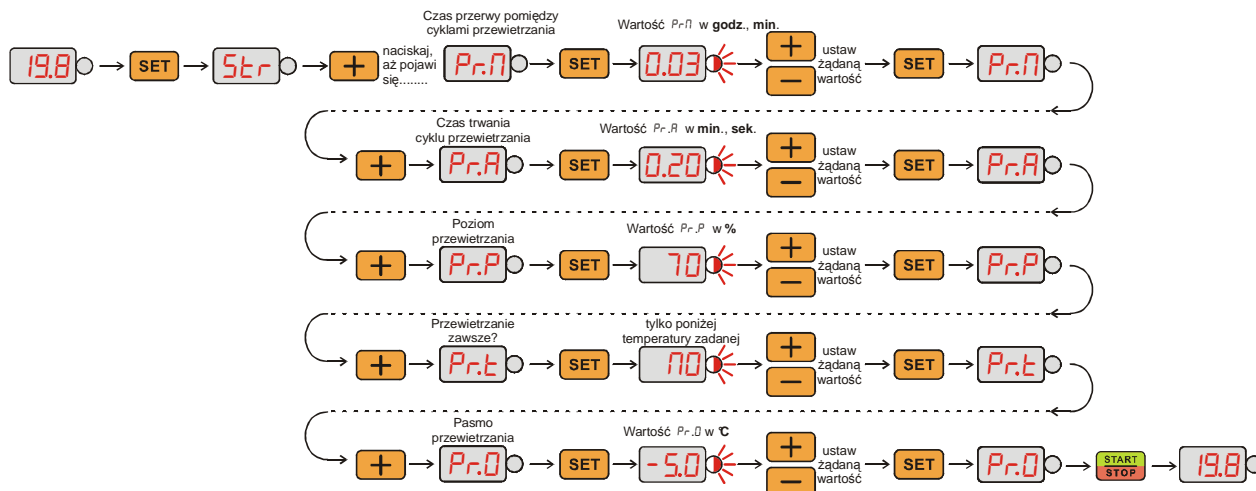 Czas przerwy pomiędzy
cyklami przewietrzania
Wartość Pr.П w godz., min.
19.8
SET
5tr
+
naciskaj,
aż pojawi
się........
Pr.П
SET
0.03
+
−
ustaw
żądaną
wartość
SET
Pr.П
Czas trwania
cyklu przewietrzania
Wartość Pr.A w min., sek.
+
Pr.A
SET
0.20
+
−
ustaw
żądaną
wartość
SET
Pr.A
Poziom
przewietrzania
Wartość Pr.P w %
+
Pr.P
SET
70
+
−
ustaw
żądaną
wartość
SET
Pr.P
Przewietrzanie
zawsze?
tylko poniżej
temperatury zadanej
+
Pr.t
SET
ПO
+
−
ustaw
żądaną
wartość
SET
Pr.t
Pasmo
przewietrzania
Wartość Pr.O w °C
+
Pr.O
SET
-5.0
+
−
ustaw
żądaną
wartość
SET
Pr.O
START
STOP
19.8